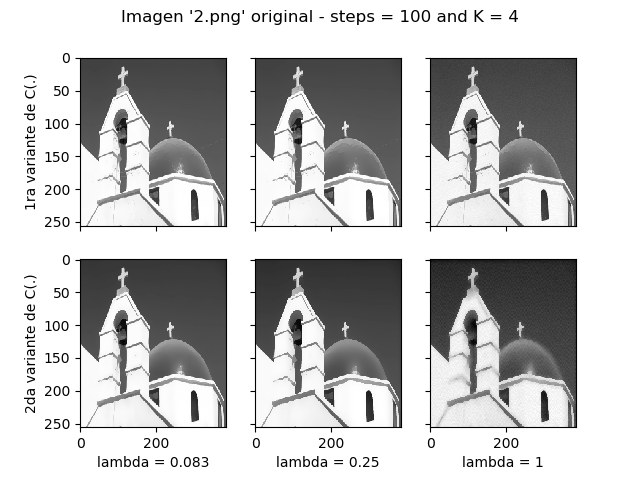 Imagen '2.png' original - steps = 100 and K = 4
1ra variante de C(.)
0
50
100
150
200
250
2da variante de C(.)
0
50
100
150
200
250
0 200 0 200 0 200
lambda = 0.083 lambda = 0.25 lambda = 1